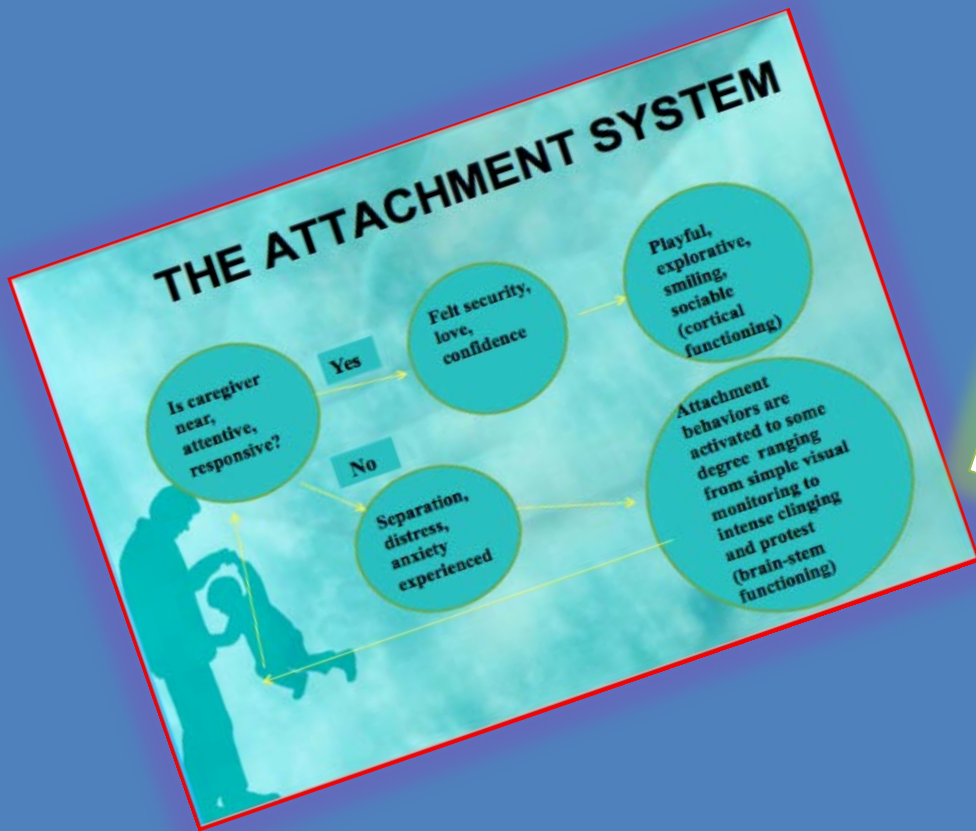 THE ATTACHMENT SYSTEM
Is caregiver
near,
attentive,
responsive?
Yes
Felt security,
love,
confidence
Playful,
explorative,
smiling,
sociable
(cortical
functioning)
No
Separation,
distress,
anxiety
experienced
Attachment
behaviors are
activated to some
degree ranging
from simple visual
monitoring to
intense clinging
and protest
(brain-stem
functioning)